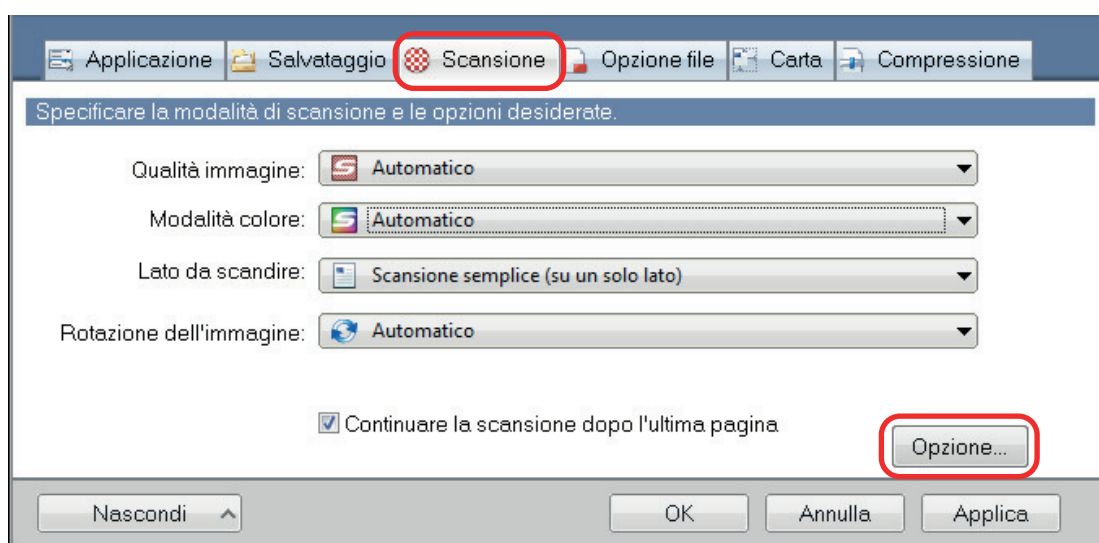 Applicazione Salvataggio Scansione Opzione file Carta Compressione
Specificare la modalità di scansione e le opzioni desiderate.
Qualità immagine: Automatico
Modalità colore: Automatico
Lato da scandire: Scansione semplice (su un solo lato)
Rotazione dell'immagine: Automatico
Continuare la scansione dopo l'ultima pagina
Opzione...
Nascondi OK Annulla Applica